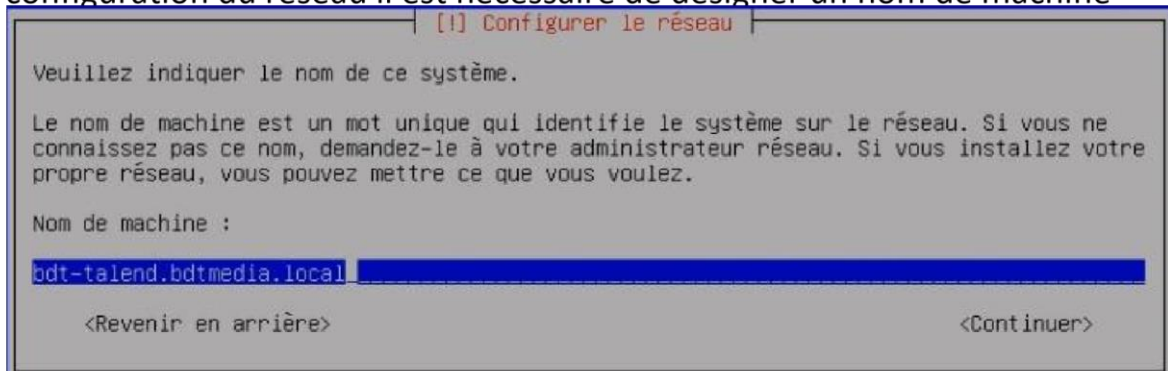 configuration du réseau il est nécessaire de désigner un nom de machine
[!] Configurer le réseau
Veuillez indiquer le nom de ce système.
Le nom de machine est un mot unique qui identifie le système sur le réseau. Si vous ne
connaissez pas ce nom, demandez-le à votre administrateur réseau. Si vous installez votre
propre réseau, vous pouvez mettre ce que vous voulez.
Nom de machine :
bdt-talend.bdtmedia.local
<Revenir en arrière> <Continuer>